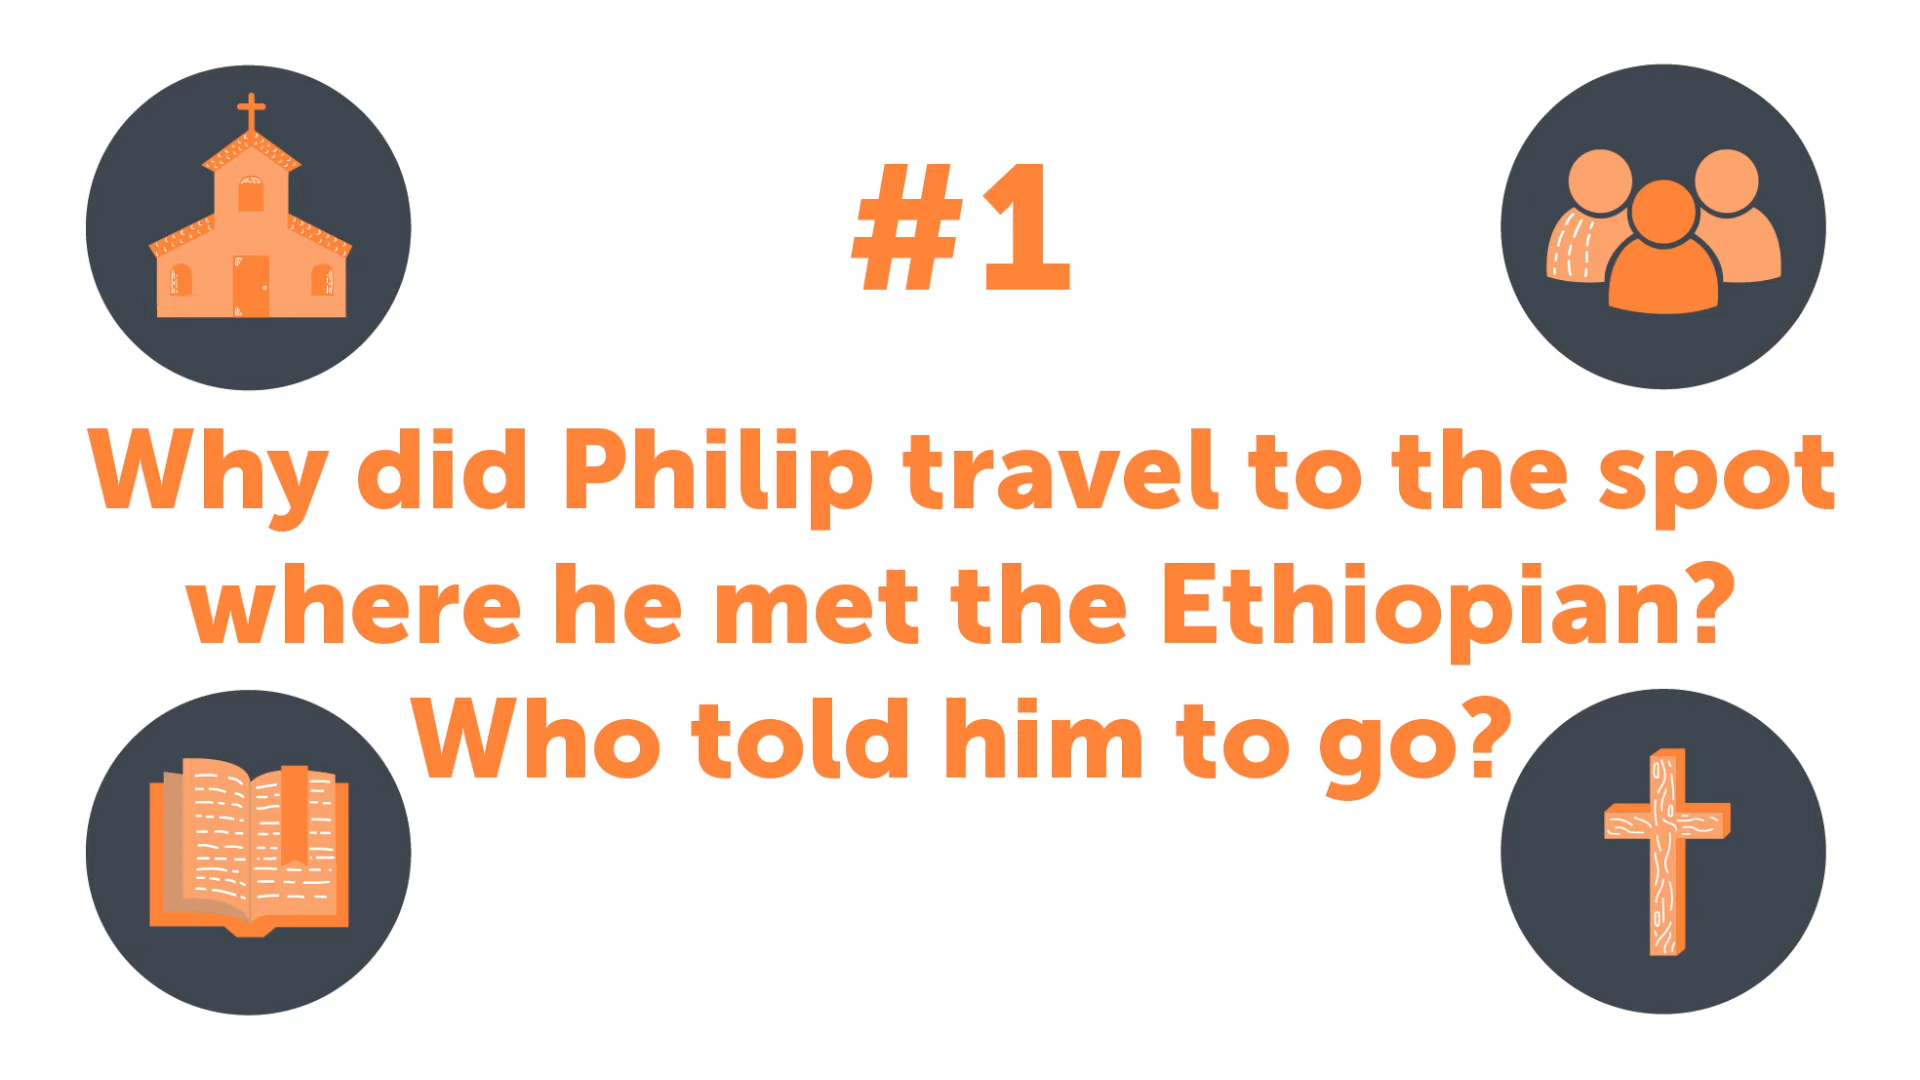 #1
Why did Philip travel to the spot
where he met the Ethiopian?
Who told him to go?